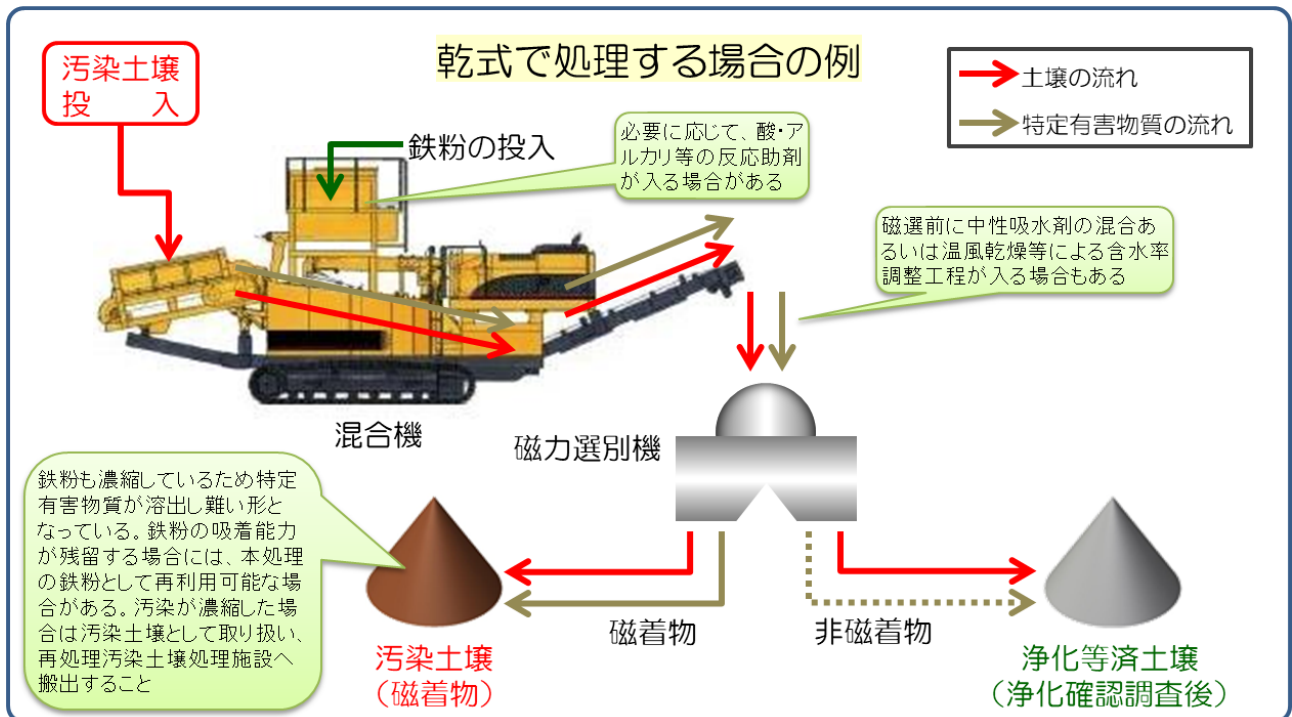 乾式で処理する場合の例
汚染土壌
投　　入
土壌の流れ
特定有害物質の流れ
鉄粉の投入
必要に応じて、酸・ア
ルカリ等の反応助剤
が入る場合がある
磁選前に中性吸水剤の混合あ
るいは温風乾燥等による含水率
調整工程が入る場合もある
混合機
磁力選別機
鉄粉も濃縮しているため特定
有害物質が溶出し難い形と
なっている。鉄粉の吸着能力
が残留する場合には、本処理
の鉄粉として再利用可能な場
合がある。汚染が濃縮した場
合は汚染土壌として取り扱い、
再処理汚染土壌処理施設へ
搬出すること
磁着物
非磁着物
汚染土壌
（磁着物）
浄化等済土壌
（浄化確認調査後）